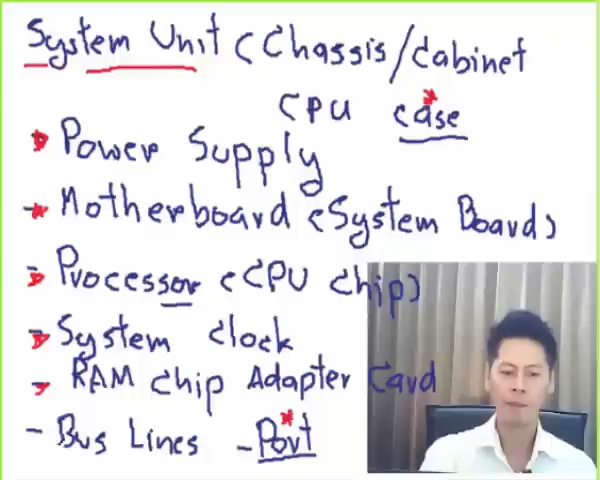 System Unit (Chassis/Cabinet
CPU case
Power Supply
- Motherboard (System Board)
- Processor (CPU Chip)
- System Clock
- RAM Chip Adapter Card
- Bus Lines - Port